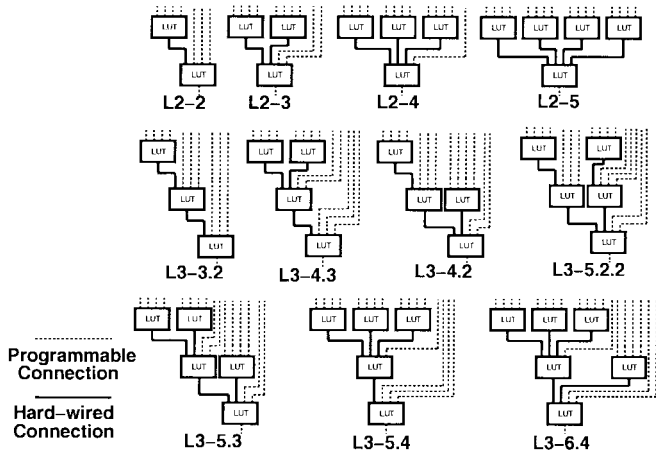 LUT
LUT LUT
LUT LUT LUT
LUT LUT LUT LUT
LUT LUT LUT LUT
L2–2 L2–3 L2–4 L2–5
LUT LUT LUT LUT LUT LUT
LUT LUT LUT LUT LUT LUT
LUT LUT LUT LUT
L3–3.2 L3–4.3 L3–4.2 L3–5.2.2
LUT LUT LUT LUT LUT LUT LUT LUT
Programmable
Connection
LUT LUT LUT LUT LUT
Hard–wired
Connection
LUT LUT LUT
L3–5.3 L3–5.4 L3–6.4